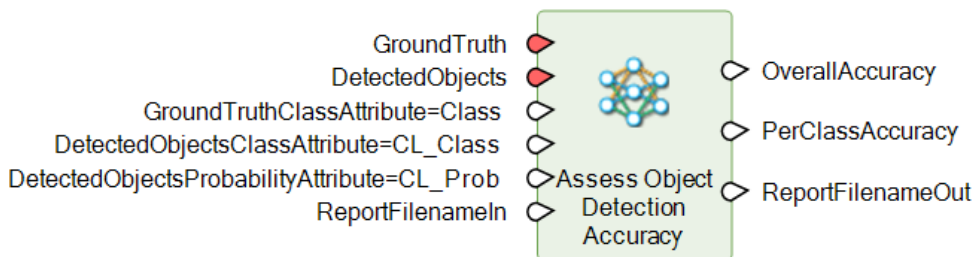 GroundTruth
DetectedObjects
GroundTruthClassAttribute=Class
DetectedObjectsClassAttribute=CL_Class
DetectedObjectsProbabilityAttribute=CL_Prob
ReportFilenameIn
Assess Object
Detection
Accuracy
OverallAccuracy
PerClassAccuracy
ReportFilenameOut